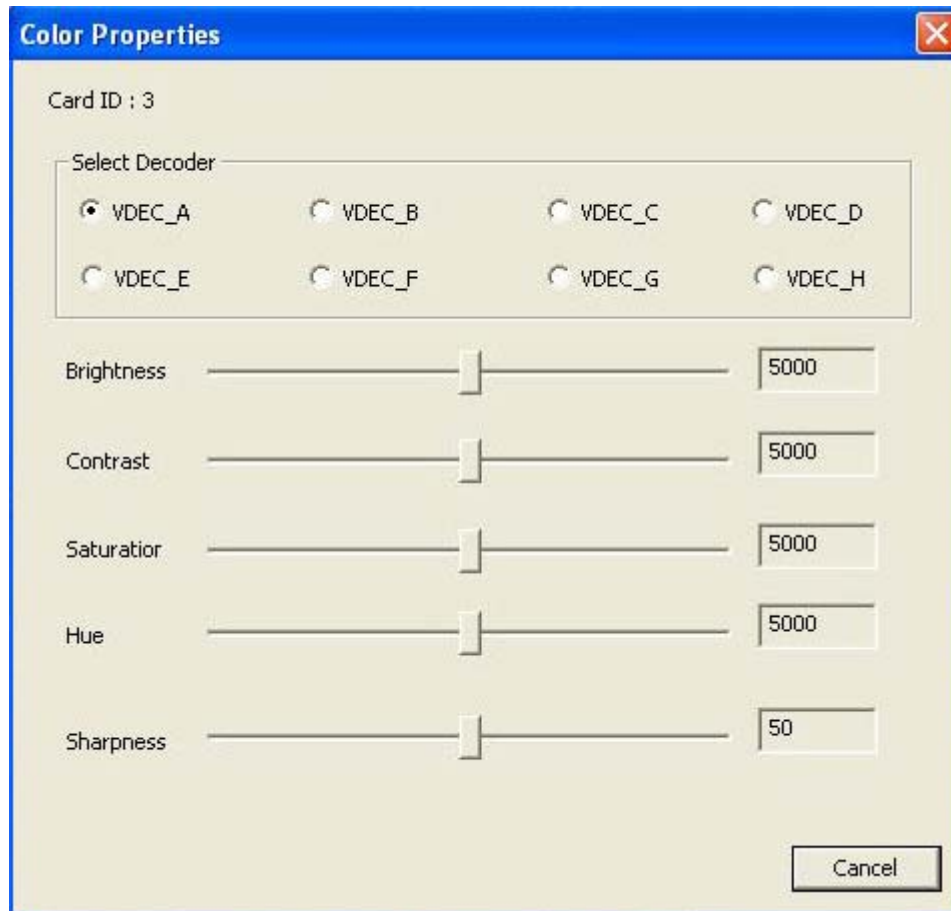 Color Properties
Card ID : 3
Select Decoder
VDEC_A VDEC_B VDEC_C VDEC_D
VDEC_E VDEC_F VDEC_G VDEC_H
Brightness 5000
Contrast 5000
Saturatior 5000
Hue 5000
Sharpness 50
Cancel